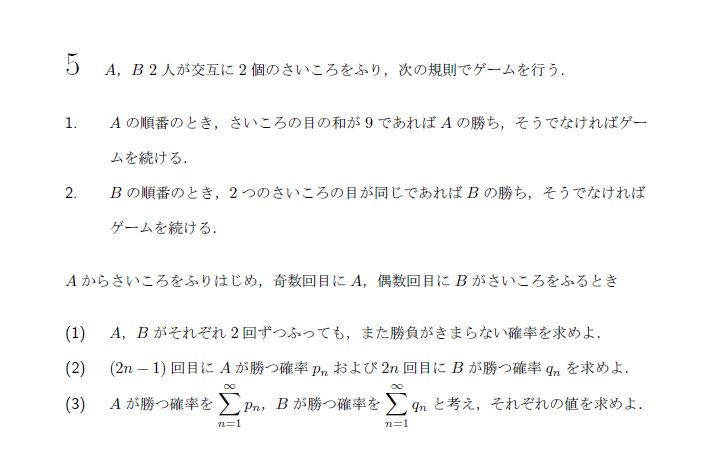 5 A, B 2 人が交互に 2 個のさいころをふり,次の規則でゲームを行う.
1. A の順番のとき,さいころの目の和が 9 であれば A の勝ち,そうでなければゲー
ムを続ける.
2. B の順番のとき,2 つのさいころの目が同じであれば B の勝ち,そうでなければ
ゲームを続ける.
A からさいころをふりはじめ,奇数回目に A,偶数回目に B がさいころをふるとき
(1) A, B がそれぞれ 2 回ずつふっても,また勝負がきまらない確率を求めよ.
(2) (2n − 1) 回目に A が勝つ確率 pₙ および 2n 回目に B が勝つ確率 qₙ を求めよ.
(3) A が勝つ確率を ∑_{n=1}^{∞} pₙ,B が勝つ確率を ∑_{n=1}^{∞} qₙ と考え,それぞれの値を求めよ.